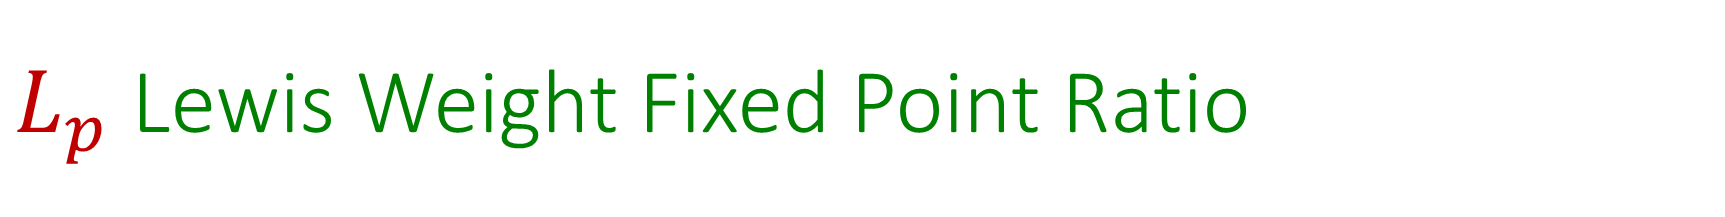 𝐿ₚ Lewis Weight Fixed Point Ratio